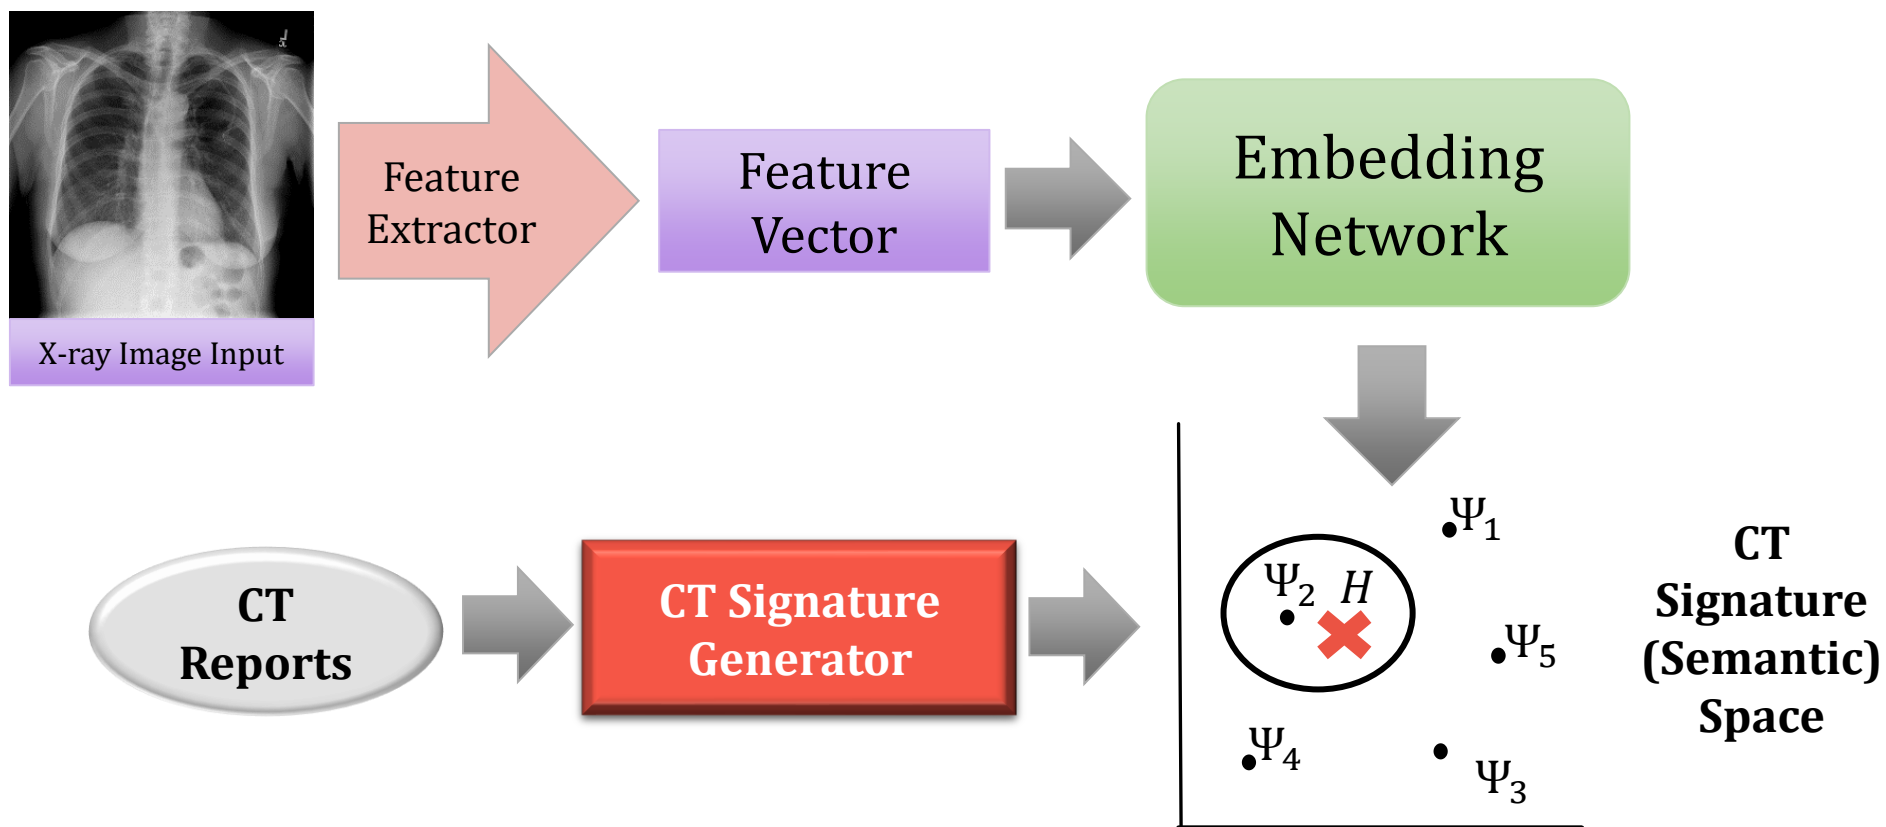 Feature
Extractor
Feature
Vector
Embedding
Network
X-ray Image Input
CT
Reports
CT Signature
Generator
Ψ1
Ψ2
H
Ψ5
Ψ4
Ψ3
CT
Signature
(Semantic)
Space